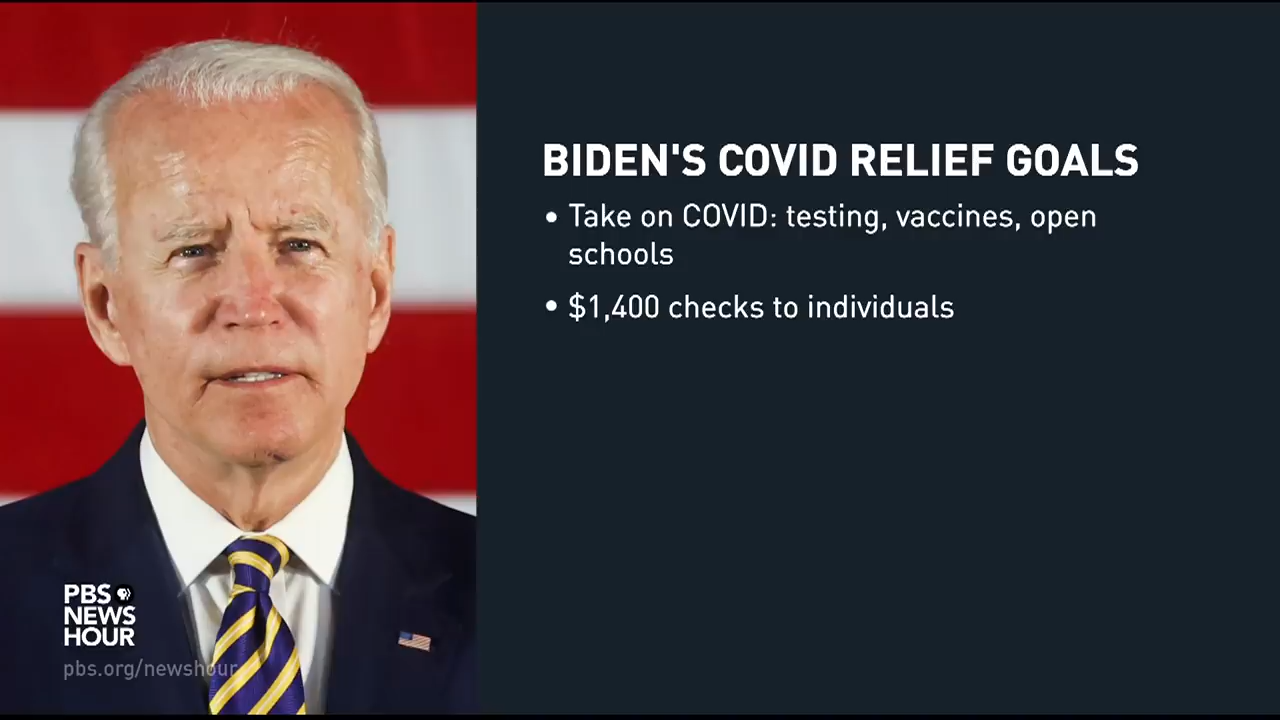 BIDEN'S COVID RELIEF GOALS
• Take on COVID: testing, vaccines, open
schools
• $1,400 checks to individuals
PBS
NEWS
HOUR
pbs.org/newshour